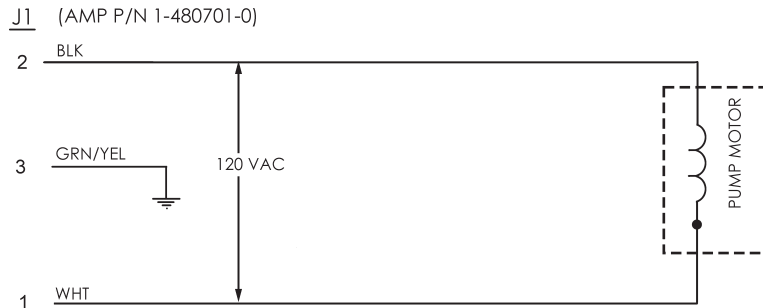 J1 (AMP P/N 1-480701-0)
2 BLK
3 GRN/YEL
120 VAC
PUMP MOTOR
1 WHT